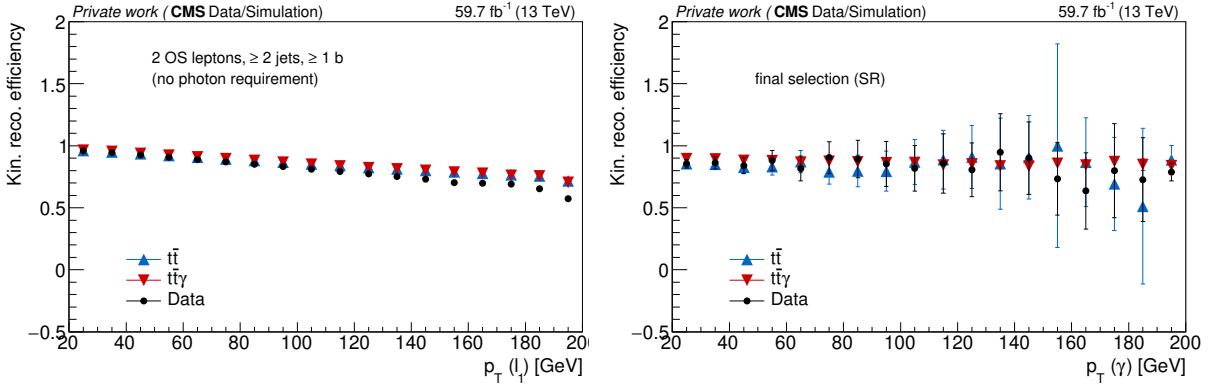 Private work (CMS Data/Simulation) 59.7 fb⁻¹ (13 TeV)
Kin. reco. efficiency
2
1.5
1
0.5
0
−0.5
2 OS leptons, ≥ 2 jets, ≥ 1 b
(no photon requirement)
tt̄
tt̄γ
Data
20 40 60 80 100 120 140 160 180 200
p_T (l_1) [GeV]
Private work (CMS Data/Simulation) 59.7 fb⁻¹ (13 TeV)
Kin. reco. efficiency
2
1.5
1
0.5
0
−0.5
final selection (SR)
tt̄
tt̄γ
Data
20 40 60 80 100 120 140 160 180 200
p_T (γ) [GeV]